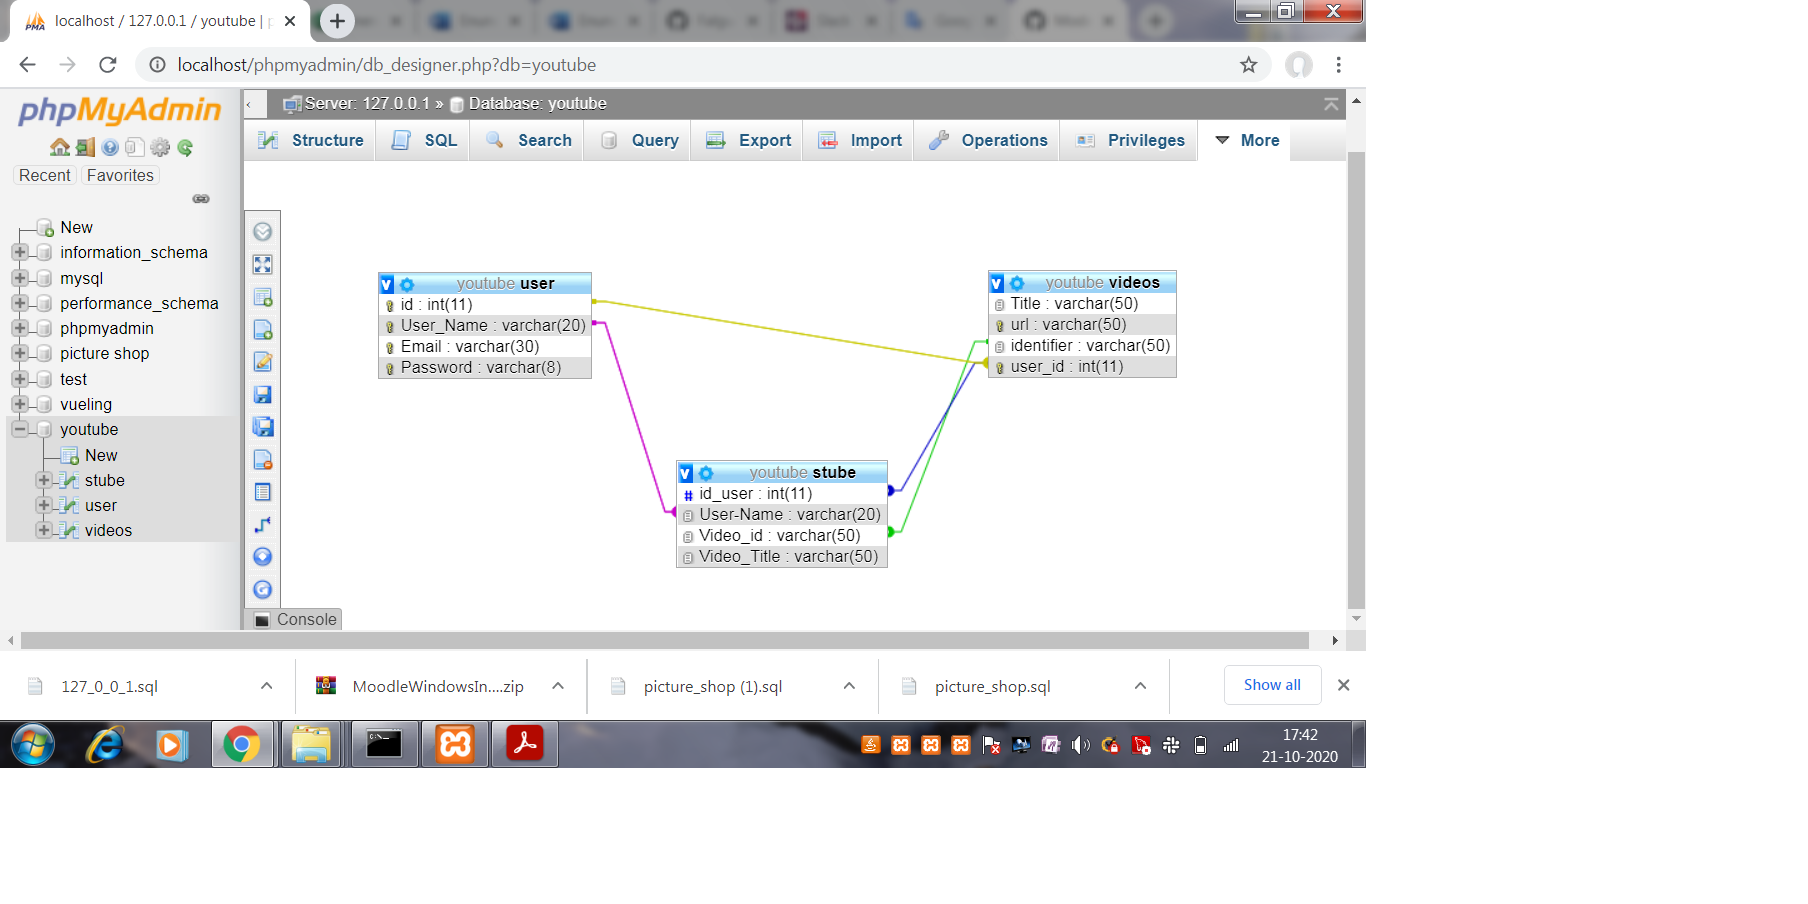 localhost / 127.0.0.1 / youtube | p
localhost/phpmyadmin/db_designer.php?db=youtube
phpMyAdmin
Recent Favorites
New
information_schema
mysql
performance_schema
phpmyadmin
picture shop
test
vueling
youtube
New
stube
user
videos
Server: 127.0.0.1 » Database: youtube
Structure SQL Search Query Export Import Operations Privileges More
youtube user
id : int(11)
User_Name : varchar(20)
Email : varchar(30)
Password : varchar(8)
youtube videos
Title : varchar(50)
url : varchar(50)
identifier : varchar(50)
user_id : int(11)
youtube stube
id_user : int(11)
User-Name : varchar(20)
Video_id : varchar(50)
Video_Title : varchar(50)
Console
127_0_0_1.sql
MoodleWindowsIn....zip
picture_shop (1).sql
picture_shop.sql
Show all
17:42
21-10-2020